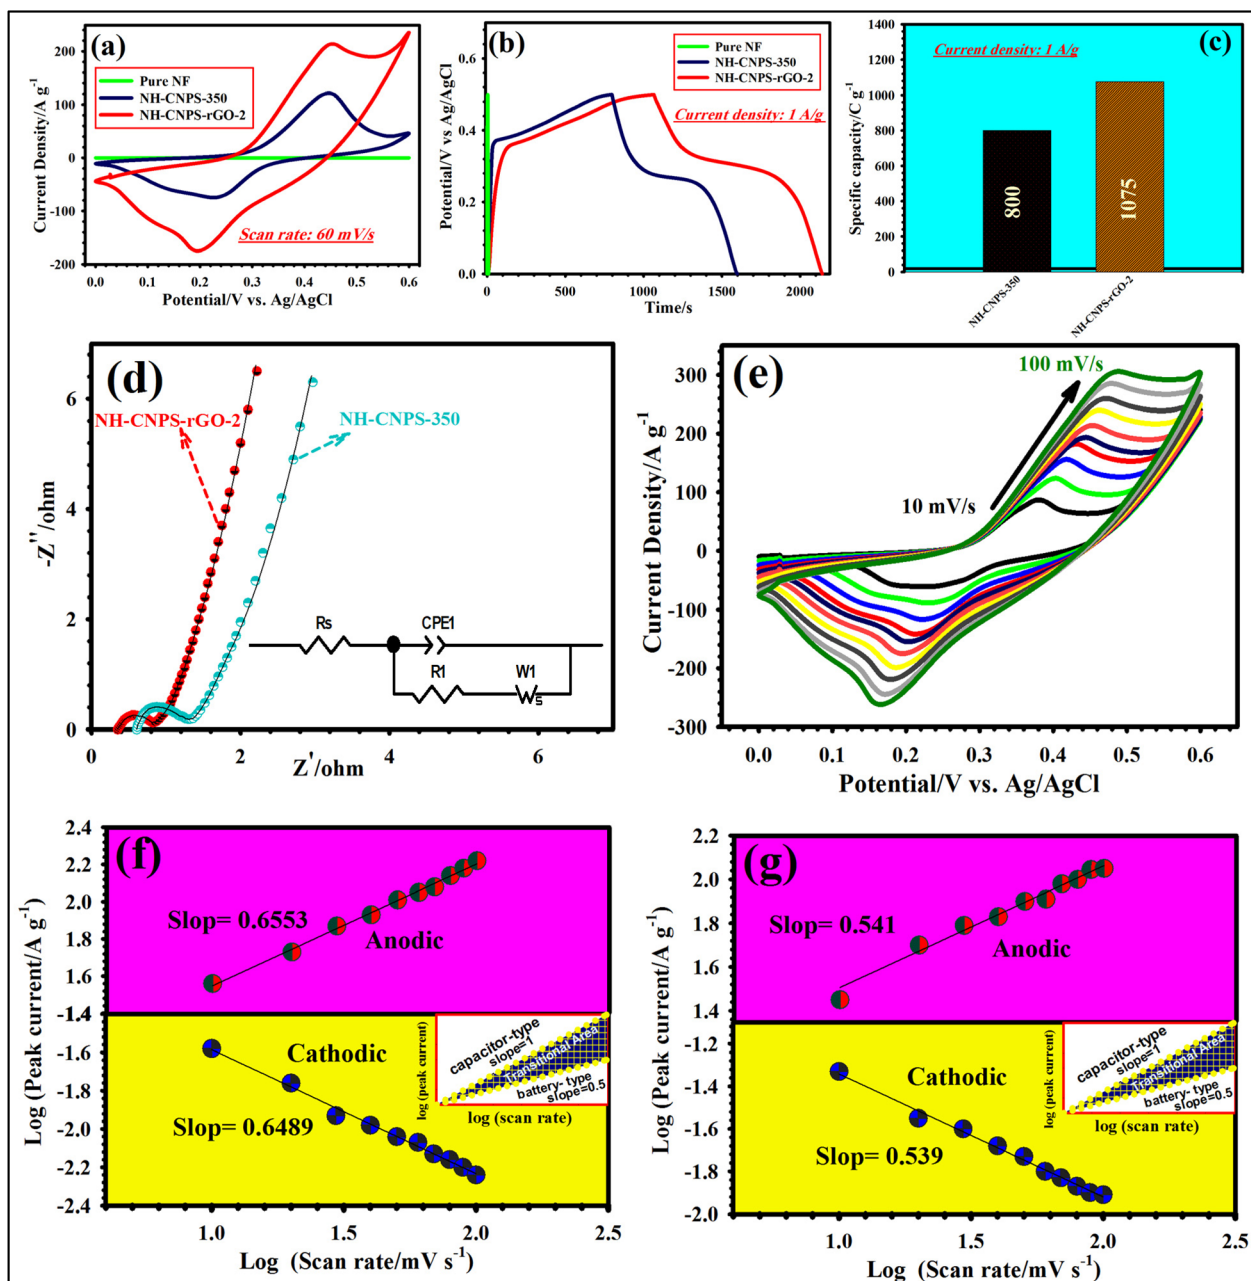 (a)
Current Density/A g-1
200
100
0
-100
-200
Pure NF
NH-CNPS-350
NH-CNPS-rGO-2
Scan rate: 60 mV/s
0.0 0.1 0.2 0.3 0.4 0.5 0.6
Potential/V vs. Ag/AgCl
(b)
Potential/V vs Ag/AgCl
0.4
0.2
0.0
Pure NF
NH-CNPS-350
NH-CNPS-rGO-2
Current density: 1 A/g
0 500 1000 1500 2000
Time/s
(c)
Specific capacity/C g-1
1400
1200
1000
800
600
400
200
0
Current density: 1 A/g
800
1075
NH-CNPS-350
NH-CNPS-rGO-2
(d)
-Z''/ohm
6
4
2
0
NH-CNPS-rGO-2
NH-CNPS-350
Rs
CPE1
R1
W1
s
0 2 4 6
Z'/ohm
(e)
Current Density/A g-1
300
200
100
0
-100
-200
-300
100 mV/s
10 mV/s
0.0 0.1 0.2 0.3 0.4 0.5 0.6
Potential/V vs. Ag/AgCl
(f)
Log (Peak current/A g-1)
2.4
2.2
2.0
1.8
1.6
-1.4
-1.6
-1.8
-2.0
-2.2
-2.4
Slop= 0.6553
Anodic
Cathodic
Slop= 0.6489
log (peak current)
capacitor-type
slope=1
transitional Area
battery- type
slope=0.5
log (scan rate)
1.0 1.5 2.0 2.5
Log (Scan rate/mV s-1)
(g)
Log (Peak current/A g-1)
2.2
2.0
1.8
1.6
1.4
-1.2
-1.4
-1.6
-1.8
-2.0
Slop= 0.541
Anodic
Cathodic
Slop= 0.539
log (peak current)
capacitor-type
slope=1
transitional Area
battery- type
slope=0.5
log (scan rate)
1.0 1.5 2.0 2.5
Log (Scan rate/mV s-1)